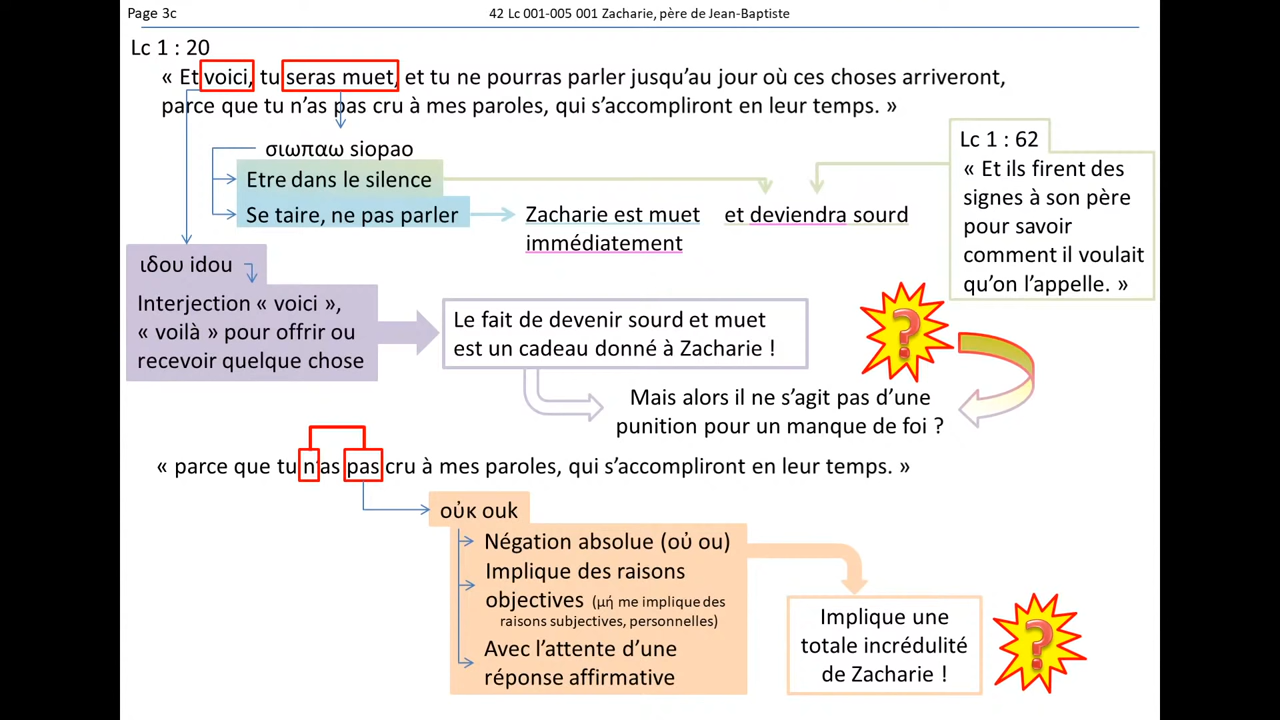 Page 3c
42 Lc 001-005 001 Zacharie, père de Jean-Baptiste
Lc 1 : 20
« Et voici, tu seras muet, et tu ne pourras parler jusqu’au jour où ces choses arriveront,
parce que tu n’as pas cru à mes paroles, qui s’accompliront en leur temps. »
σιωπαω siopao
Etre dans le silence
Se taire, ne pas parler
Zacharie est muet
immédiatement
et deviendra sourd
Lc 1 : 62
« Et ils firent des
signes à son père
pour savoir
comment il voulait
qu’on l’appelle. »
ιδου idou
Interjection « voici »,
« voilà » pour offrir ou
recevoir quelque chose
Le fait de devenir sourd et muet
est un cadeau donné à Zacharie !
?
Mais alors il ne s’agit pas d’une
punition pour un manque de foi ?
« parce que tu n’as pas cru à mes paroles, qui s’accompliront en leur temps. »
οὐκ ouk
Négation absolue (οὐ ou)
Implique des raisons
objectives (μή me implique des
raisons subjectives, personnelles)
Avec l’attente d’une
réponse affirmative
Implique une
totale incrédulité
de Zacharie !
?